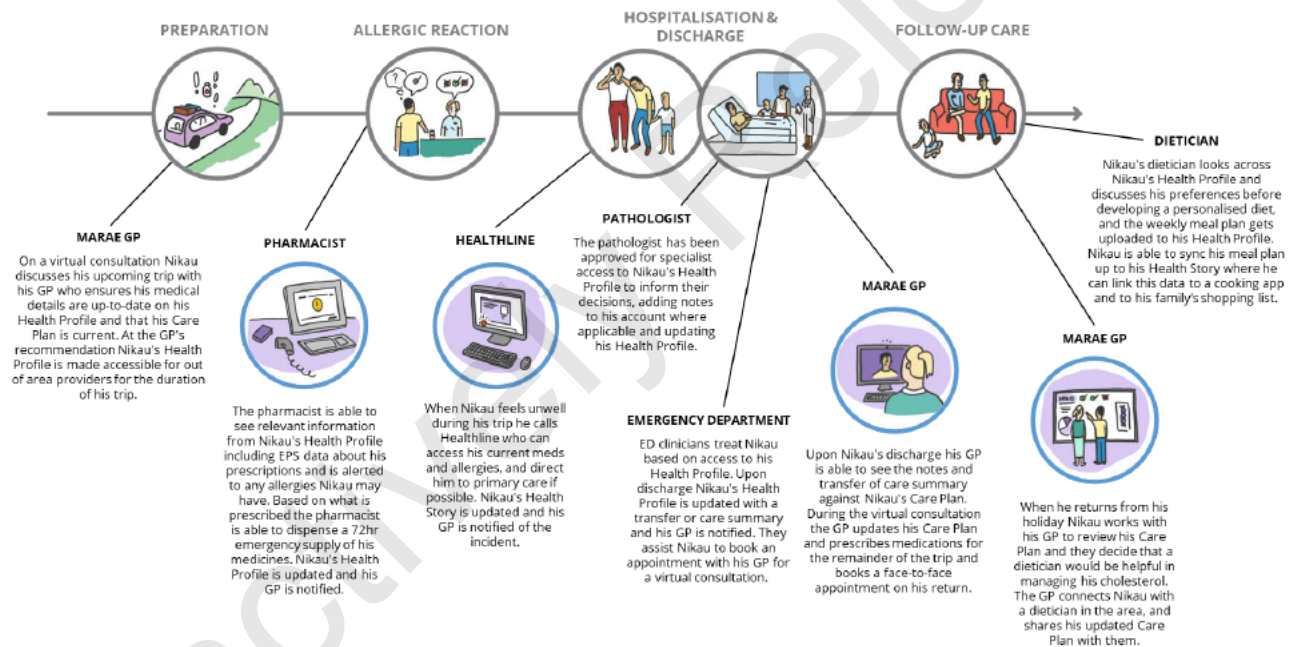 PREPARATION
ALLERGIC REACTION
HOSPITALISATION &
DISCHARGE
FOLLOW-UP CARE
MARAE GP
On a virtual consultation Nikau
discusses his upcoming trip with
his GP who ensures his medical
details are up-to-date on his
Health Profile and that his Care
Plan is current. At the GP's
recommendation Nikau's Health
Profile is made accessible for out
of area providers for the duration
of his trip.
PHARMACIST
The pharmacist is able to
see relevant information
from Nikau's Health Profile
including EPS data about his
prescriptions and is alerted
to any allergies Nikau may
have. Based on what is
prescribed the pharmacist
is able to dispense a 72hr
emergency supply of his
medicines. Nikau's Health
Profile is updated and his
GP is notified.
HEALTHLINE
When Nikau feels unwell
during his trip he calls
Healthline who can
access his current meds
and allergies, and direct
him to primary care if
possible. Nikau's Health
Story is updated and his
GP is notified of the
incident.
PATHOLOGIST
The pathologist has been
approved for specialist
access to Nikau's Health
Profile to inform their
decisions, adding notes
to his account where
applicable and updating
his Health Profile.
EMERGENCY DEPARTMENT
ED clinicians treat Nikau
based on access to his
Health Profile. Upon
discharge Nikau's Health
Profile is updated with a
transfer or care summary
and his GP is notified. They
assist Nikau to book an
appointment with his GP for
a virtual consultation.
MARAE GP
Upon Nikau's discharge his GP
is able to see the notes and
transfer of care summary
against Nikau's Care Plan.
During the virtual consultation
the GP updates his Care Plan
and prescribes medications for
the remainder of the trip and
books a face-to-face
appointment on his return.
MARAE GP
When he returns from his
holiday Nikau works with
his GP to review his Care
Plan and they decide that a
dietician would be helpful in
managing his cholesterol.
The GP connects Nikau with
a dietician in the area, and
shares his updated Care
Plan with them.
DIETICIAN
Nikau's dietician looks across
Nikau's Health Profile and
discusses his preferences before
developing a personalised diet,
and the weekly meal plan gets
uploaded to his Health Profile.
Nikau is able to sync his meal plan
up to his Health Story where he
can link this data to a cooking app
and to his family's shopping list.